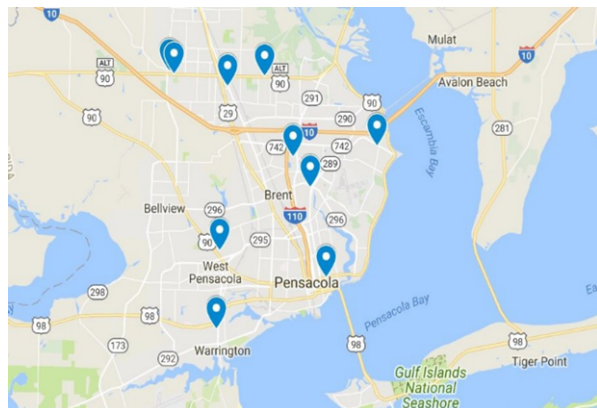 10
Mulat
ALT
90
ALT
90
10
Avalon Beach
90
291
90
29
290
90
10
281
742
742
Escambia Bay
289
Brent
Bellview
296
110
296
90
295
West
Pensacola
Pensacola
298
98
98
Pensacola Bay
173
98
98
292
Warrington
Tiger Point
Gulf Islands
National
Seashore